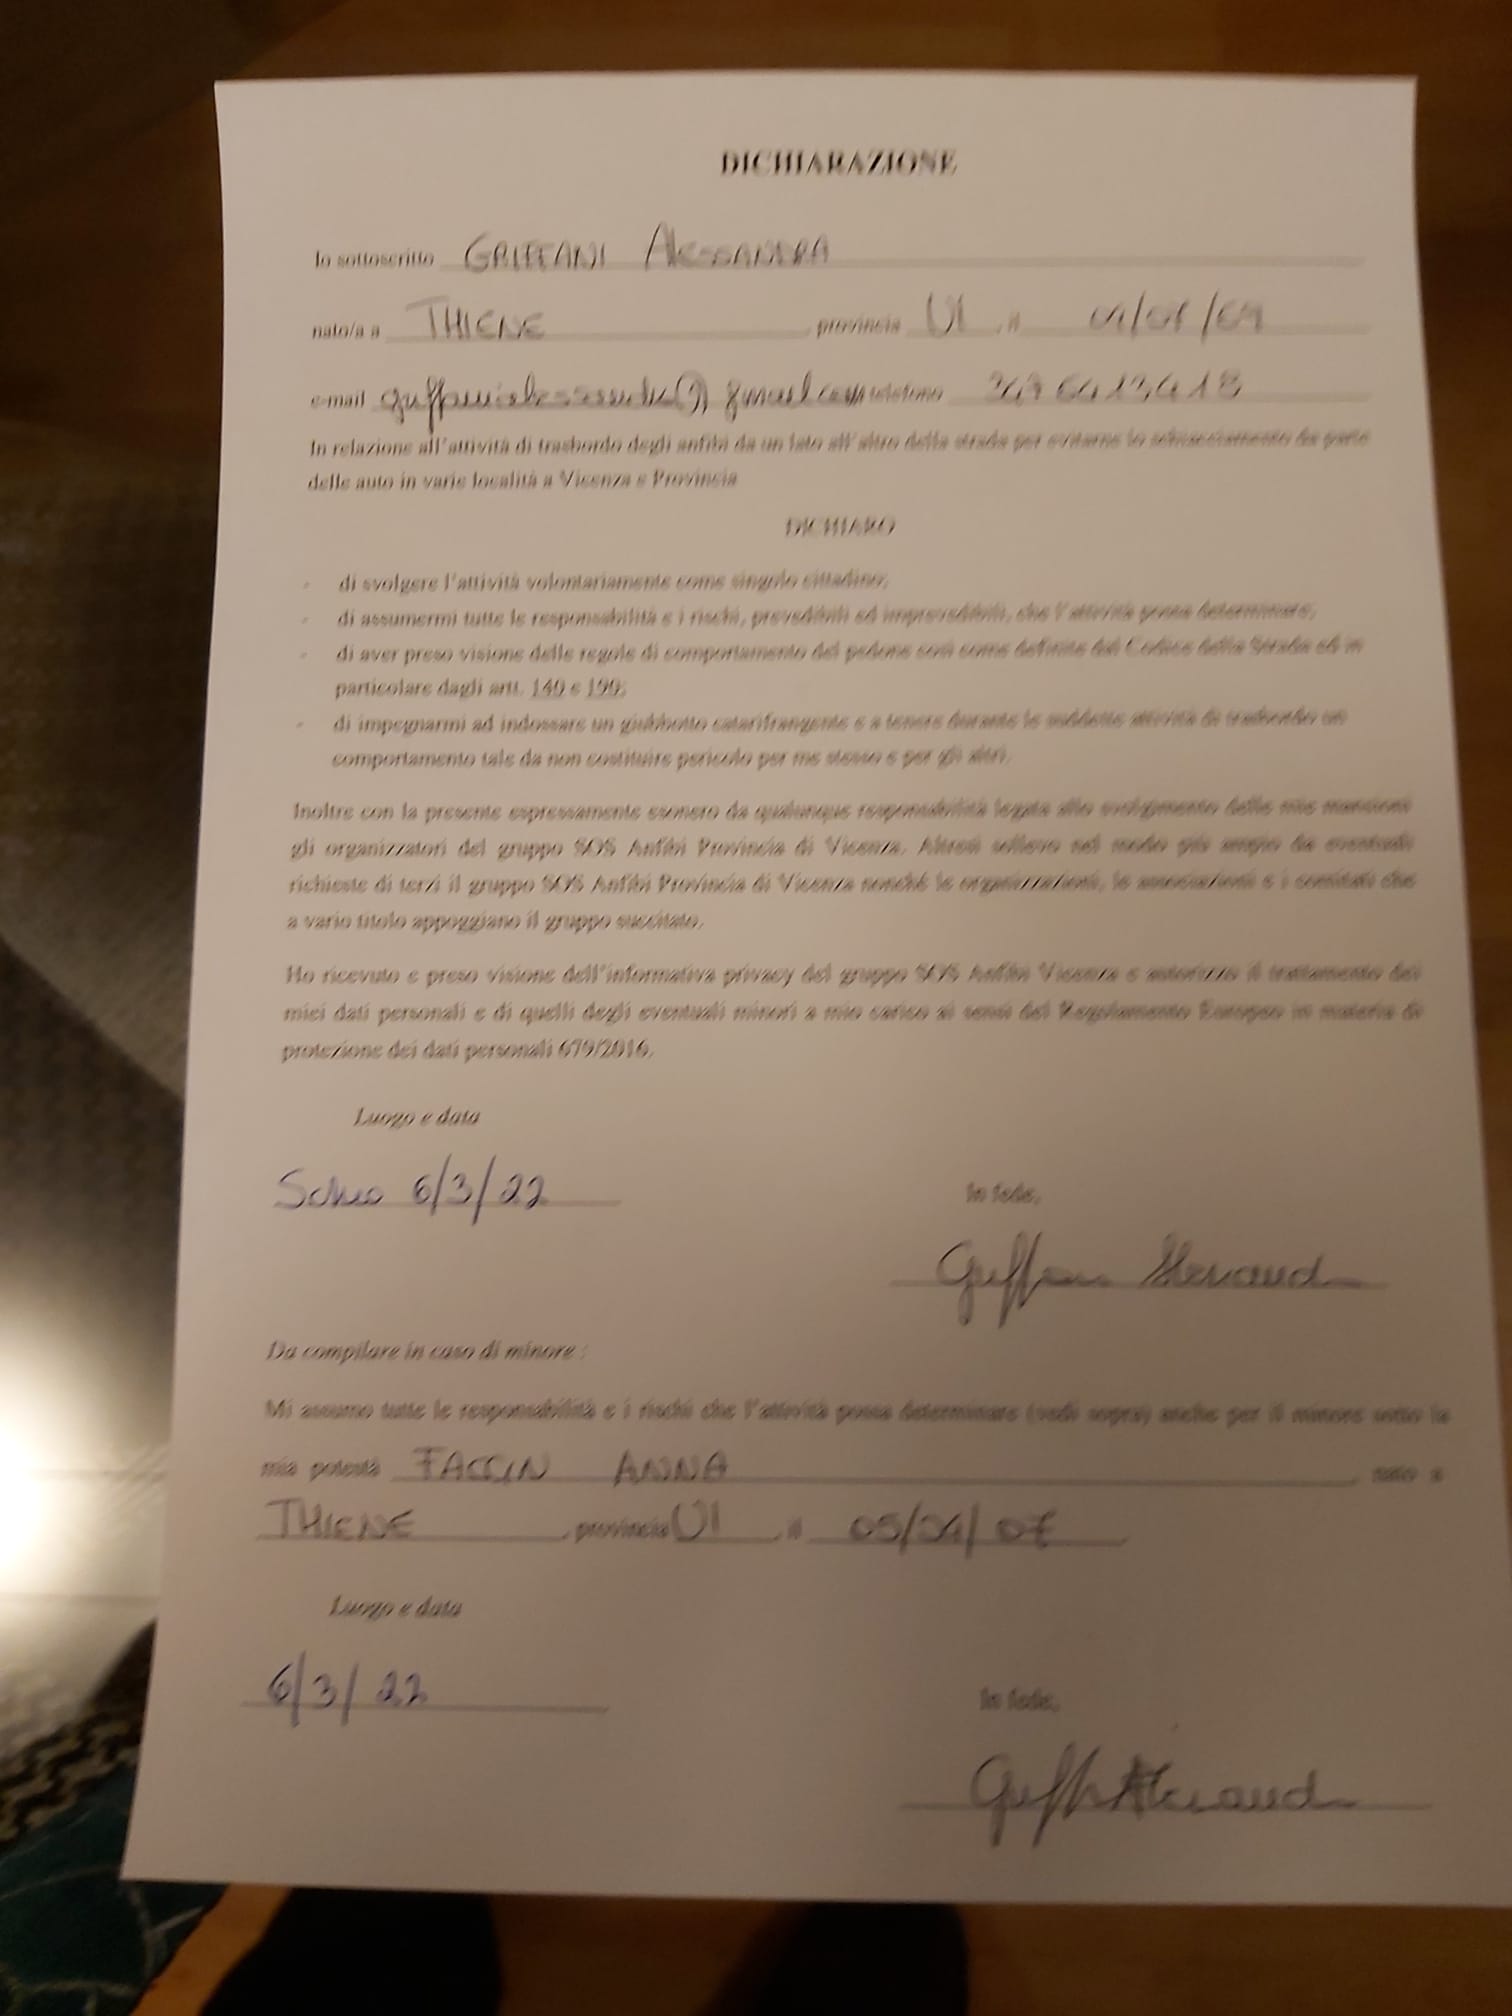 DICHIARAZIONE
Io sottoscritto GRIFFANI Alessandra
nato/a a THIENE provincia VI, il
e-mail telefono 3476413418
In relazione all'attività di trasbordo degli anfibi da un lato all'altro della strada per evitarne lo schiacciamento da parte
delle auto in varie località a Vicenza e Provincia
DICHIARO
- di svolgere l'attività volontariamente come singolo cittadino;
- di assumermi tutte le responsabilità e i rischi, prevedibili ed imprevedibili, che l'attività possa determinare;
- di aver preso visione delle regole di comportamento del pedone così come definite dal Codice della Strada ed in
particolare dagli artt. 140 e 190;
- di impegnarmi ad indossare un giubbotto catarifrangente e a tenere durante le suddette attività di trasbordo un
comportamento tale da non costituire pericolo per me stesso e per gli altri.
Inoltre con la presente espressamente esonero da qualunque responsabilità legata allo svolgimento delle mie mansioni
gli organizzatori del gruppo SOS Anfibi Provincia di Vicenza. Altresì sollevo nel modo più ampio da eventuali
richieste di terzi il gruppo SOS Anfibi Provincia di Vicenza nonché le organizzazioni, le associazioni e i comitati che
a vario titolo appoggiano il gruppo succitato.
Ho ricevuto e preso visione dell'informativa privacy del gruppo SOS Anfibi Vicenza e autorizzo il trattamento dei
miei dati personali e di quelli degli eventuali minori a mio carico ai sensi del Regolamento Europeo in materia di
protezione dei dati personali 679/2016.
Luogo e data
Schio 6/3/22
In fede,
Da compilare in caso di minore :
Mi assumo tutte le responsabilità e i rischi che l'attività possa determinare (vedi sopra) anche per il minore sotto la
mia potestà FACCIN ANNA, nato a
THIENE, provincia VI, il 05/04/07
Luogo e data
6/3/22
In fede,